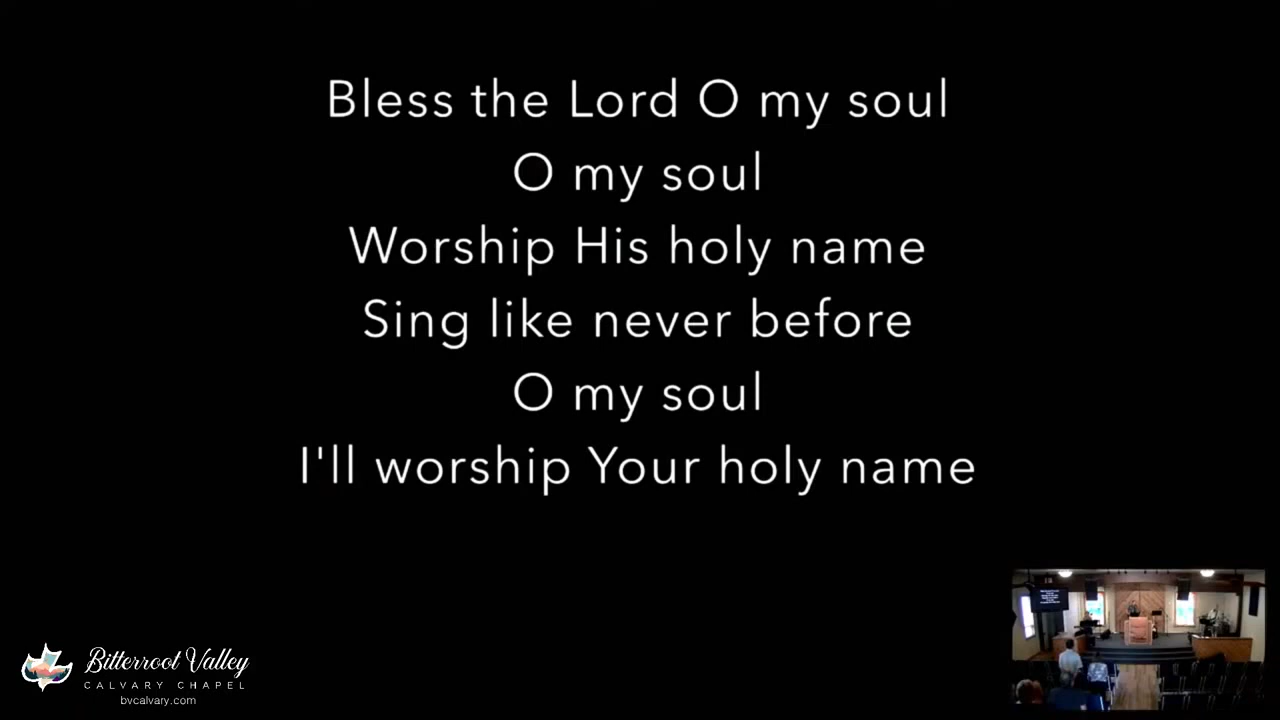 Bless the Lord O my soul
O my soul
Worship His holy name
Sing like never before
O my soul
I'll worship Your holy name
Bitterroot Valley
CALVARY CHAPEL
bvcalvary.com